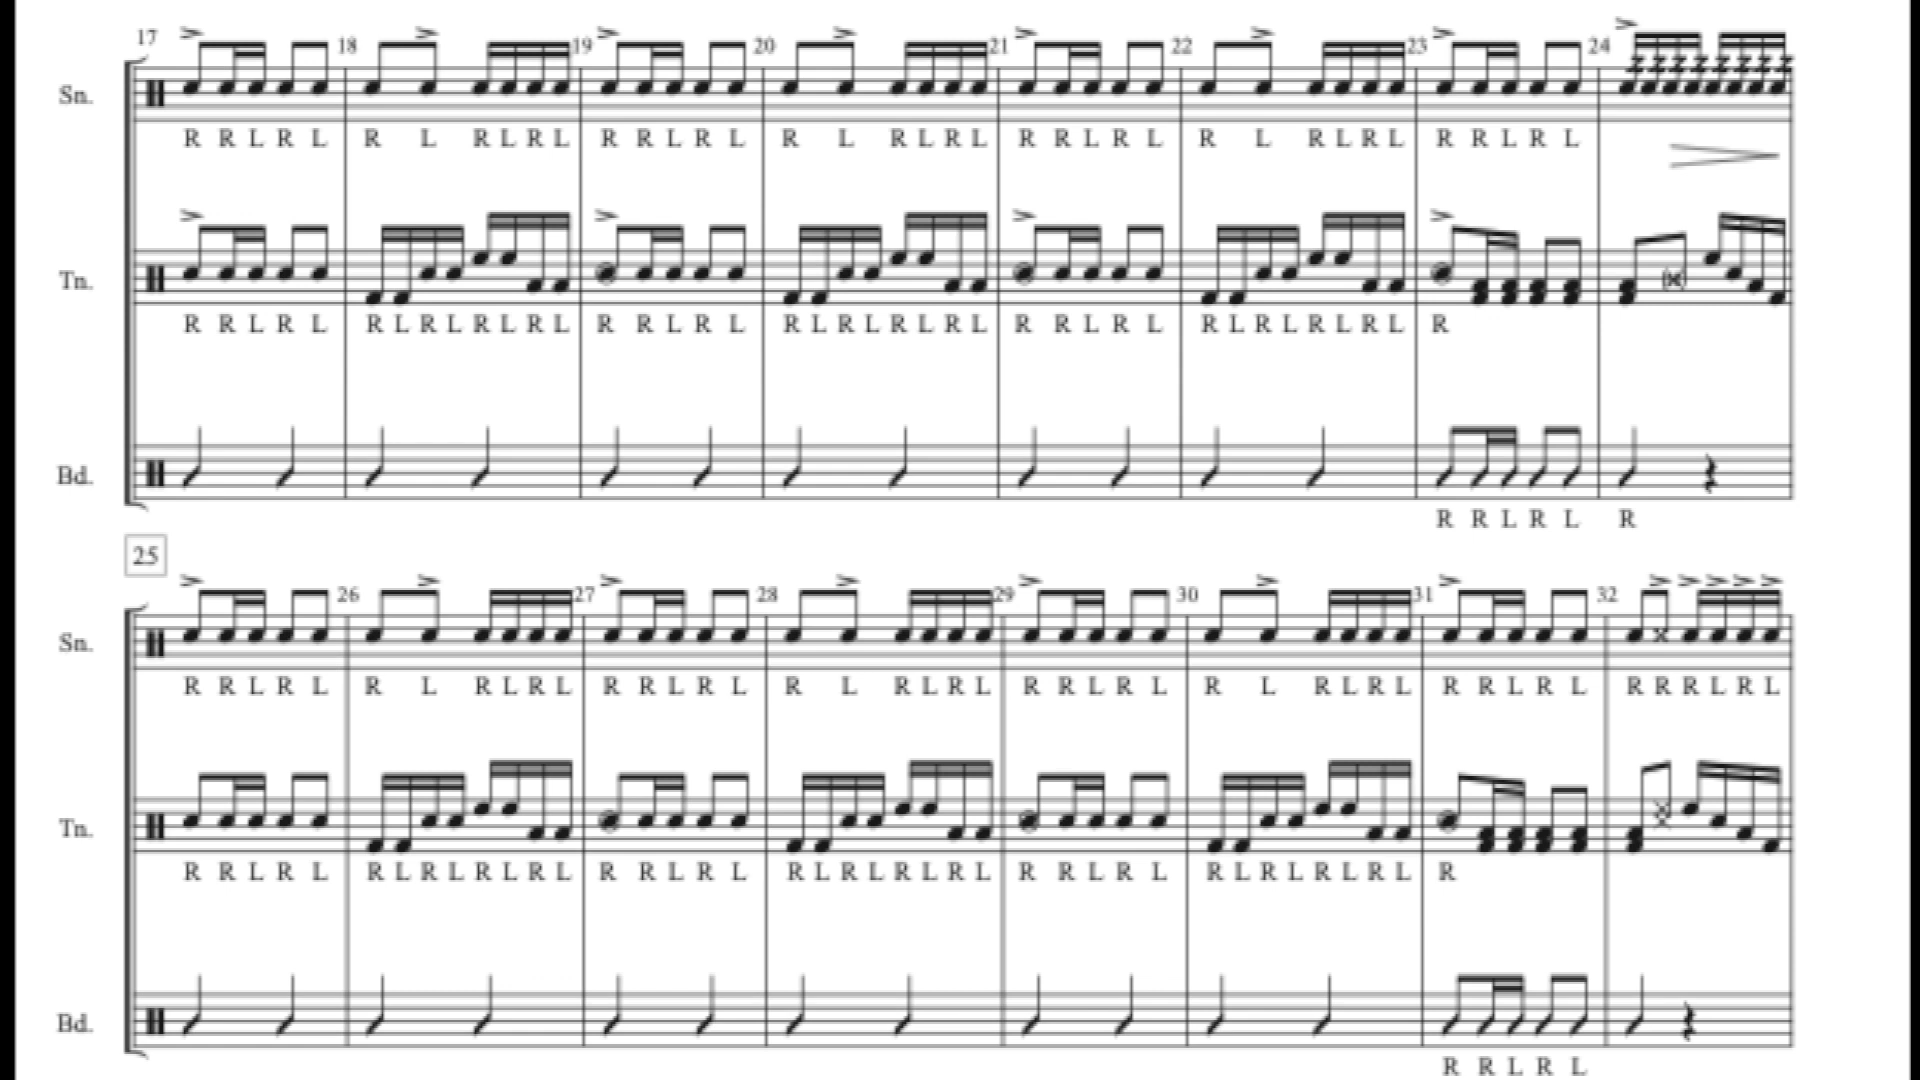 17 18 19 20 21 22 23 24
Sn.
R R L R L R L R L R L R R L R L R L R L R L R R L R L R L R L R L R R L R L
Tn.
R R L R L R L R L R L R L R R L R L R L R L R L R L R R L R L R L R L R L R L R
Bd.
R R L R L R
25
26 27 28 29 30 31 32
Sn.
R R L R L R L R L R L R R L R L R L R L R L R R L R L R L R L R L R R L R L R R R L R L
Tn.
R R L R L R L R L R L R L R R L R L R L R L R L R L R R L R L R L R L R L R L R
Bd.
R R L R L